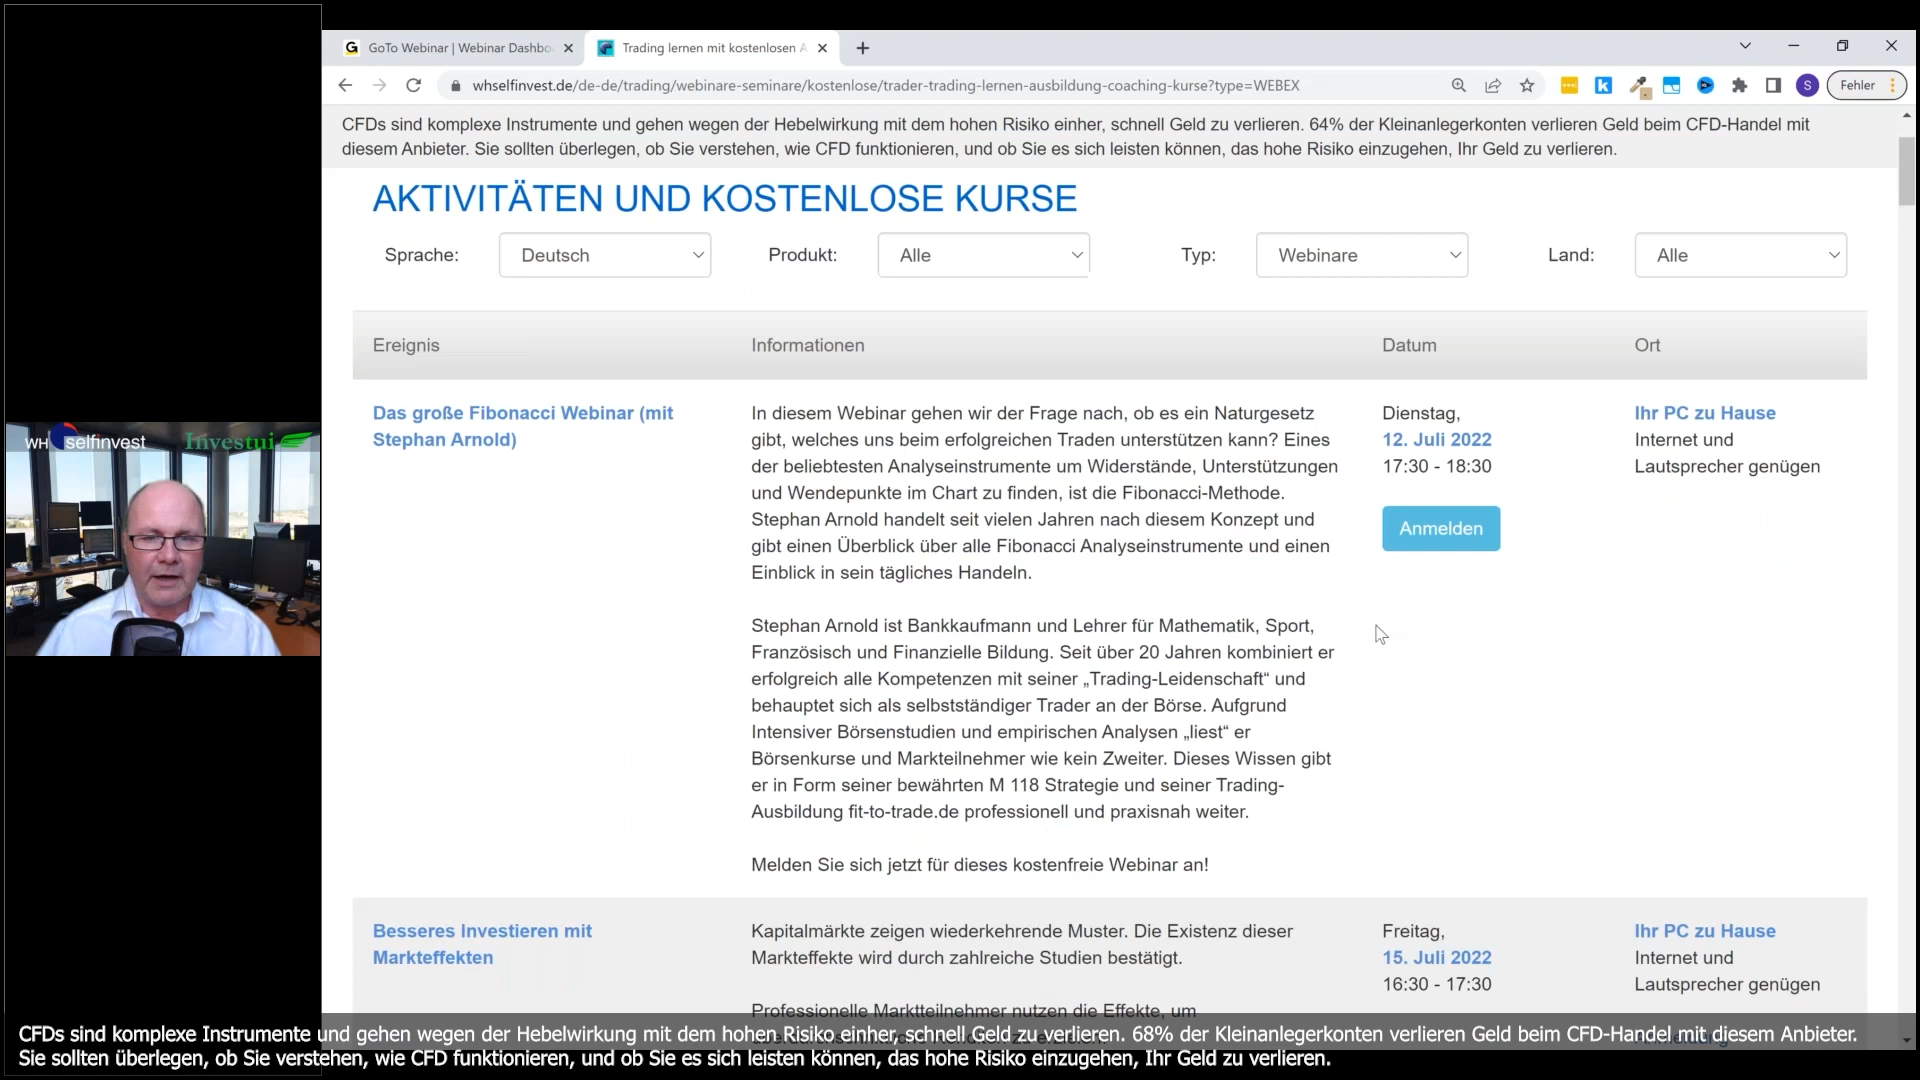 GoTo Webinar | Webinar Dashbo
Trading lernen mit kostenlosen A
whselfinvest.de/de-de/trading/webinare-seminare/kostenlose/trader-trading-lernen-ausbildung-coaching-kurse?type=WEBEX
S
Fehler
CFDs sind komplexe Instrumente und gehen wegen der Hebelwirkung mit dem hohen Risiko einher, schnell Geld zu verlieren. 64% der Kleinanlegerkonten verlieren Geld beim CFD-Handel mit
diesem Anbieter. Sie sollten überlegen, ob Sie verstehen, wie CFD funktionieren, und ob Sie es sich leisten können, das hohe Risiko einzugehen, Ihr Geld zu verlieren.
AKTIVITÄTEN UND KOSTENLOSE KURSE
Sprache: Deutsch Produkt: Alle Typ: Webinare Land: Alle
Ereignis Informationen Datum Ort
Das große Fibonacci Webinar (mit
Stephan Arnold)
In diesem Webinar gehen wir der Frage nach, ob es ein Naturgesetz
gibt, welches uns beim erfolgreichen Traden unterstützen kann? Eines
der beliebtesten Analyseinstrumente um Widerstände, Unterstützungen
und Wendepunkte im Chart zu finden, ist die Fibonacci-Methode.
Stephan Arnold handelt seit vielen Jahren nach diesem Konzept und
gibt einen Überblick über alle Fibonacci Analyseinstrumente und einen
Einblick in sein tägliches Handeln.
Stephan Arnold ist Bankkaufmann und Lehrer für Mathematik, Sport,
Französisch und Finanzielle Bildung. Seit über 20 Jahren kombiniert er
erfolgreich alle Kompetenzen mit seiner „Trading-Leidenschaft“ und
behauptet sich als selbstständiger Trader an der Börse. Aufgrund
Intensiver Börsenstudien und empirischen Analysen „liest“ er
Börsenkurse und Markteilnehmer wie kein Zweiter. Dieses Wissen gibt
er in Form seiner bewährten M 118 Strategie und seiner Trading-
Ausbildung fit-to-trade.de professionell und praxisnah weiter.
Melden Sie sich jetzt für dieses kostenfreie Webinar an!
Dienstag,
12. Juli 2022
17:30 - 18:30
Anmelden
Ihr PC zu Hause
Internet und
Lautsprecher genügen
WH selfinvest
Investui
Besseres Investieren mit
Markteffekten
Kapitalmärkte zeigen wiederkehrende Muster. Die Existenz dieser
Markteffekte wird durch zahlreiche Studien bestätigt.
Professionelle Marktteilnehmer nutzen die Effekte, um
Freitag,
15. Juli 2022
16:30 - 17:30
Ihr PC zu Hause
Internet und
Lautsprecher genügen
CFDs sind komplexe Instrumente und gehen wegen der Hebelwirkung mit dem hohen Risiko einher, schnell Geld zu verlieren. 68% der Kleinanlegerkonten verlieren Geld beim CFD-Handel mit diesem Anbieter.
Sie sollten überlegen, ob Sie verstehen, wie CFD funktionieren, und ob Sie es sich leisten können, das hohe Risiko einzugehen, Ihr Geld zu verlieren.